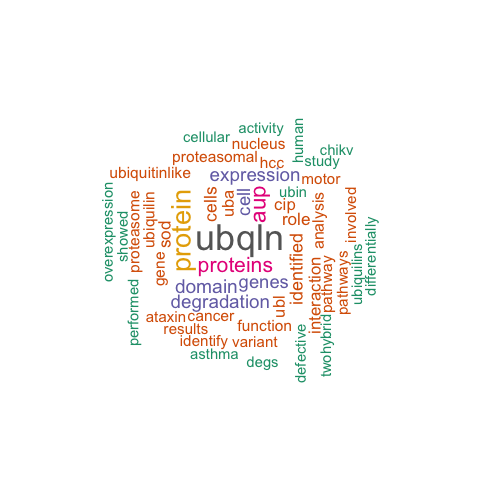 activity
cellular
nucleus
human
chikv
proteasomal
hcc
study
ubiquitinlike
expression
motor
ubin
overexpression
showed
proteasome
ubiquilin
protein
cells
uba
cell
aup
cip
role
analysis
involved
differentially
gene
sod
ubqln
identified
proteins
interaction
pathway
pathways
ubiquilins
domain
genes
degradation
ubl
performed
ataxin
cancer
results
function
twohybrid
identify
variant
defective
asthma
degs